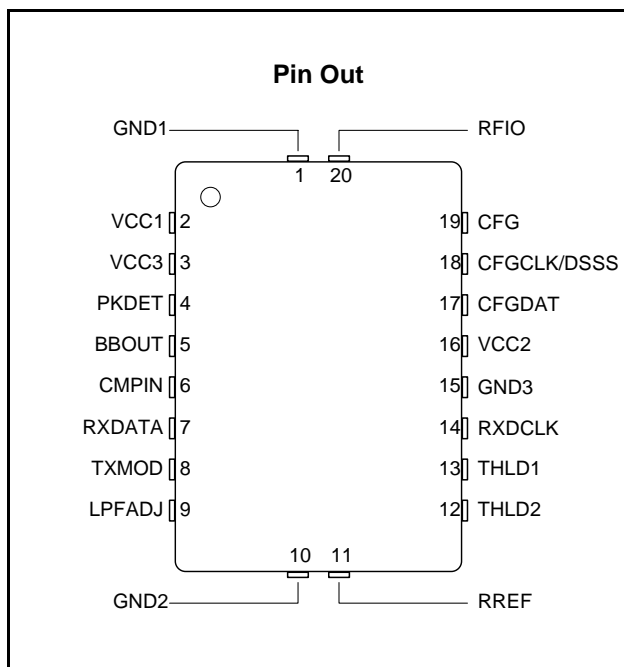 Pin Out
GND1 RFIO
1 20
VCC1 2 19 CFG
VCC3 3 18 CFGCLK/DSSS
PKDET 4 17 CFGDAT
BBOUT 5 16 VCC2
CMPIN 6 15 GND3
RXDATA 7 14 RXDCLK
TXMOD 8 13 THLD1
LPFADJ 9 12 THLD2
10 11
GND2 RREF